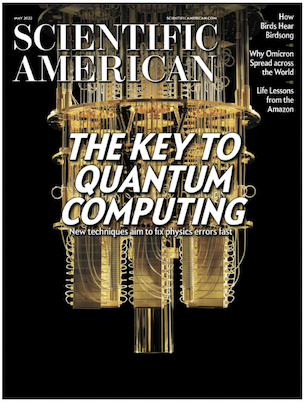 MAY 2022
SCIENTIFICAMERICAN.COM
SCIENTIFIC
AMERICAN
How
Birds Hear
Birdsong
Why Omicron
Spread across
the World
Life Lessons
from the
Amazon
THE KEY TO
QUANTUM
COMPUTING
New techniques aim to fix physics errors fast